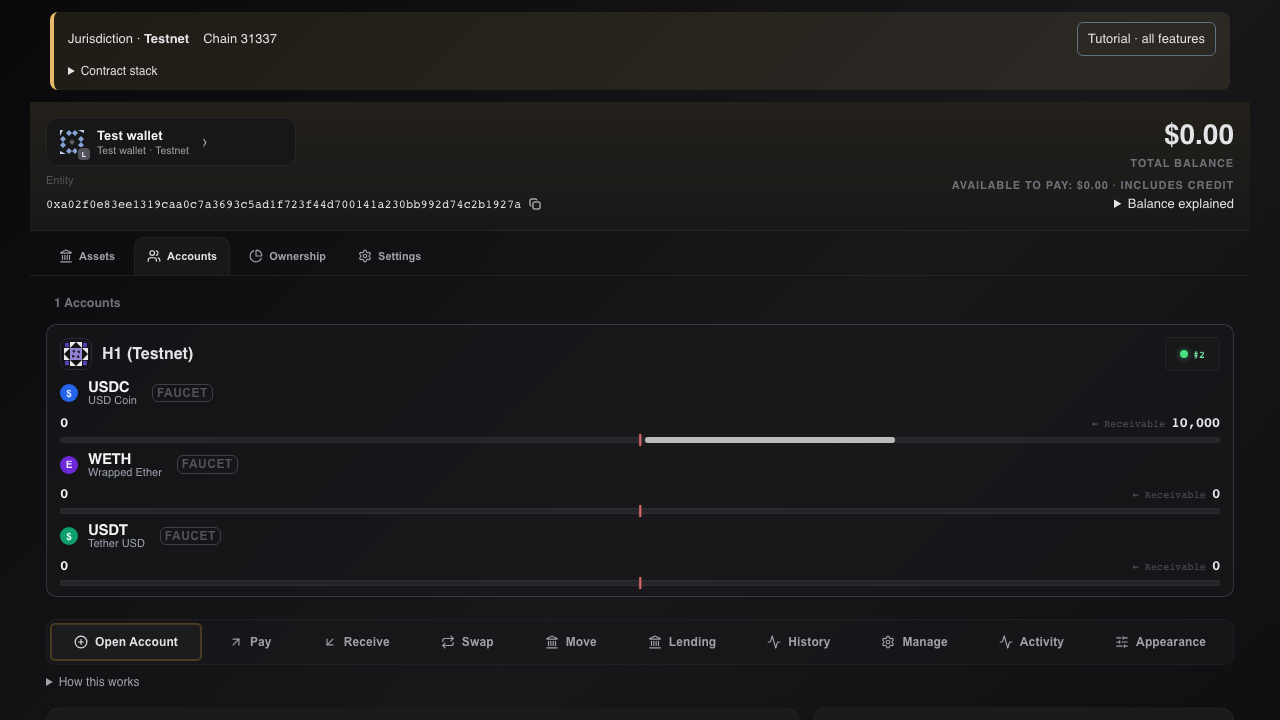 Jurisdiction · Testnet Chain 31337
Tutorial · all features
Contract stack
L
Test wallet
Test wallet · Testnet
$0.00
TOTAL BALANCE
Entity
AVAILABLE TO PAY: $0.00 · INCLUDES CREDIT
0xa02f0e83ee1319caa0c7a3693c5ad1f723f44d700141a230bb992d74c2b1927a
Balance explained
Assets
Accounts
Ownership
Settings
1 Accounts
H1 (Testnet)
#2
$
USDC
USD Coin
FAUCET
0
← Receivable 10,000
E
WETH
Wrapped Ether
FAUCET
0
← Receivable 0
$
USDT
Tether USD
FAUCET
0
← Receivable 0
Open Account
Pay
Receive
Swap
Move
Lending
History
Manage
Activity
Appearance
How this works